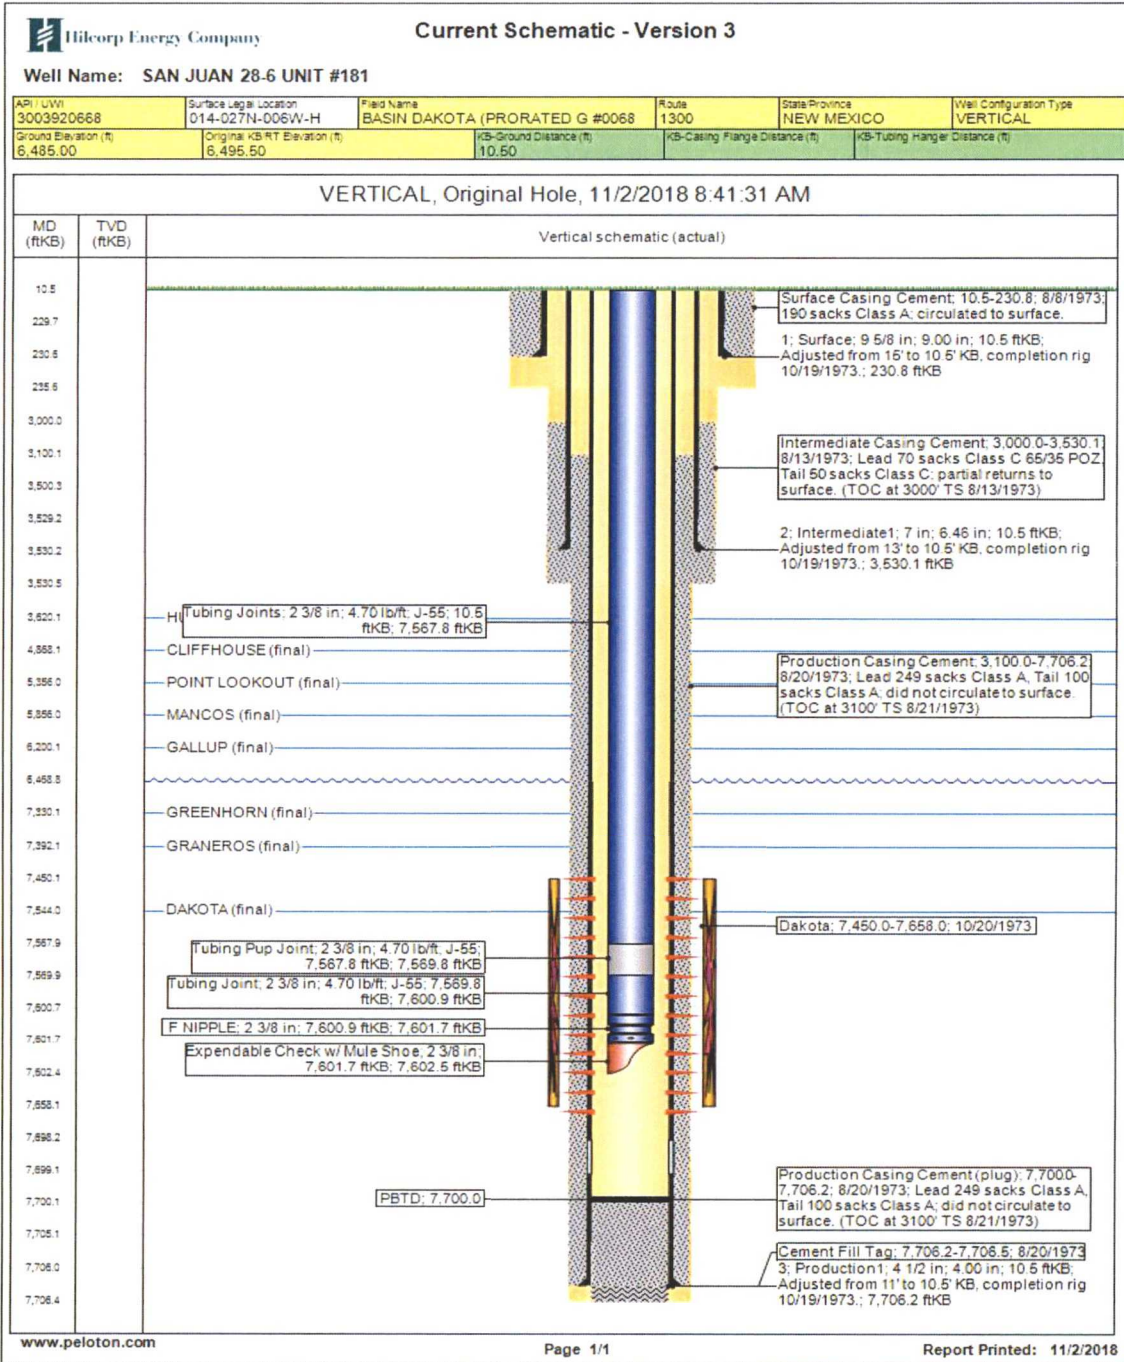 Hilcorp Energy Company
Current Schematic - Version 3
Well Name: SAN JUAN 28-6 UNIT #181
API / UWI
3003920668
Surface Legal Location
014-027N-006W-H
Field Name
BASIN DAKOTA (PRORATED G #0068
Route
1300
State/Province
NEW MEXICO
Well Configuration Type
VERTICAL
Ground Elevation (ft)
6,485.00
Original KB/RT Elevation (ft)
6,495.50
KB-Ground Distance (ft)
10.50
KB-Casing Flange Distance (ft)
KB-Tubing Hanger Distance (ft)
VERTICAL, Original Hole, 11/2/2018 8:41:31 AM
MD
(ftKB)
TVD
(ftKB)
Vertical schematic (actual)
10.5
229.7
230.6
235.6
3,000.0
3,100.1
3,500.3
3,529.2
3,530.2
3,530.5
3,620.1
4,868.1
5,356.0
5,856.0
6,200.1
6,468.8
7,330.1
7,392.1
7,450.1
7,544.0
7,567.9
7,569.9
7,600.7
7,601.7
7,602.4
7,658.1
7,698.2
7,699.1
7,700.1
7,705.1
7,706.0
7,706.4
Surface Casing Cement; 10.5-230.8; 8/8/1973;
190 sacks Class A; circulated to surface.
1; Surface; 9 5/8 in; 9.00 in; 10.5 ftKB;
Adjusted from 15' to 10.5' KB, completion rig
10/19/1973.; 230.8 ftKB
Intermediate Casing Cement; 3,000.0-3,530.1;
8/13/1973; Lead 70 sacks Class C 65/35 POZ,
Tail 50 sacks Class C; partial returns to
surface. (TOC at 3000' TS 8/13/1973)
2; Intermediate1; 7 in; 6.46 in; 10.5 ftKB;
Adjusted from 13' to 10.5' KB, completion rig
10/19/1973.; 3,530.1 ftKB
Tubing Joints; 2 3/8 in; 4.70 lb/ft; J-55; 10.5
ftKB; 7,567.8 ftKB
CLIFFHOUSE (final)
POINT LOOKOUT (final)
MANCOS (final)
GALLUP (final)
GREENHORN (final)
GRANEROS (final)
DAKOTA (final)
Production Casing Cement; 3,100.0-7,706.2;
8/20/1973; Lead 249 sacks Class A, Tail 100
sacks Class A; did not circulate to surface.
(TOC at 3100' TS 8/21/1973)
Dakota; 7,450.0-7,658.0; 10/20/1973
Tubing Pup Joint; 2 3/8 in; 4.70 lb/ft; J-55;
7,567.8 ftKB; 7,569.8 ftKB
Tubing Joint; 2 3/8 in; 4.70 lb/ft; J-55; 7,569.8
ftKB; 7,600.9 ftKB
F NIPPLE; 2 3/8 in; 7,600.9 ftKB; 7,601.7 ftKB
Expendable Check w/ Mule Shoe; 2 3/8 in;
7,601.7 ftKB; 7,602.5 ftKB
PBTD; 7,700.0
Production Casing Cement (plug); 7,700.0-
7,706.2; 8/20/1973; Lead 249 sacks Class A,
Tail 100 sacks Class A; did not circulate to
surface. (TOC at 3100' TS 8/21/1973)
Cement Fill Tag; 7,706.2-7,706.5; 8/20/1973
3; Production1; 4 1/2 in; 4.00 in; 10.5 ftKB;
Adjusted from 11' to 10.5' KB, completion rig
10/19/1973.; 7,706.2 ftKB
www.peloton.com
Page 1/1
Report Printed: 11/2/2018